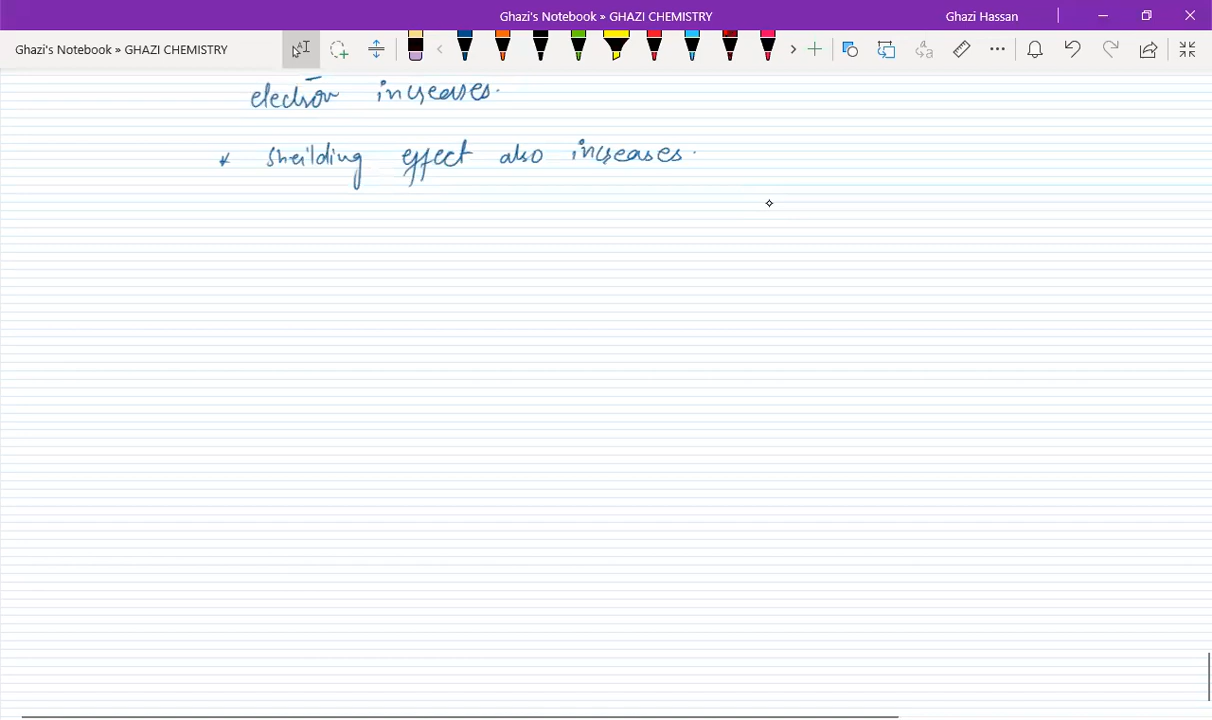 Ghazi's Notebook » GHAZI CHEMISTRY
Ghazi Hassan
Ghazi's Notebook » GHAZI CHEMISTRY
electron increases.
* sheilding effect also increases.